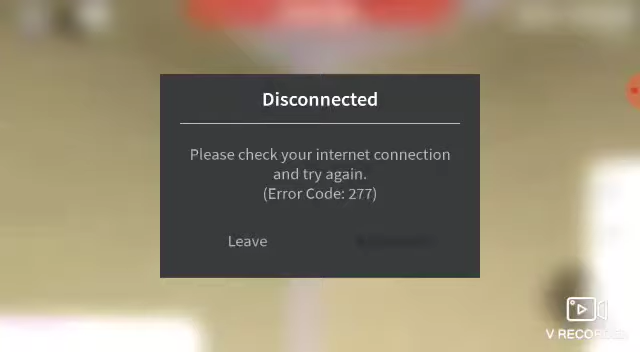 Disconnected
Please check your internet connection
and try again.
(Error Code: 277)
Leave
V RECORDER